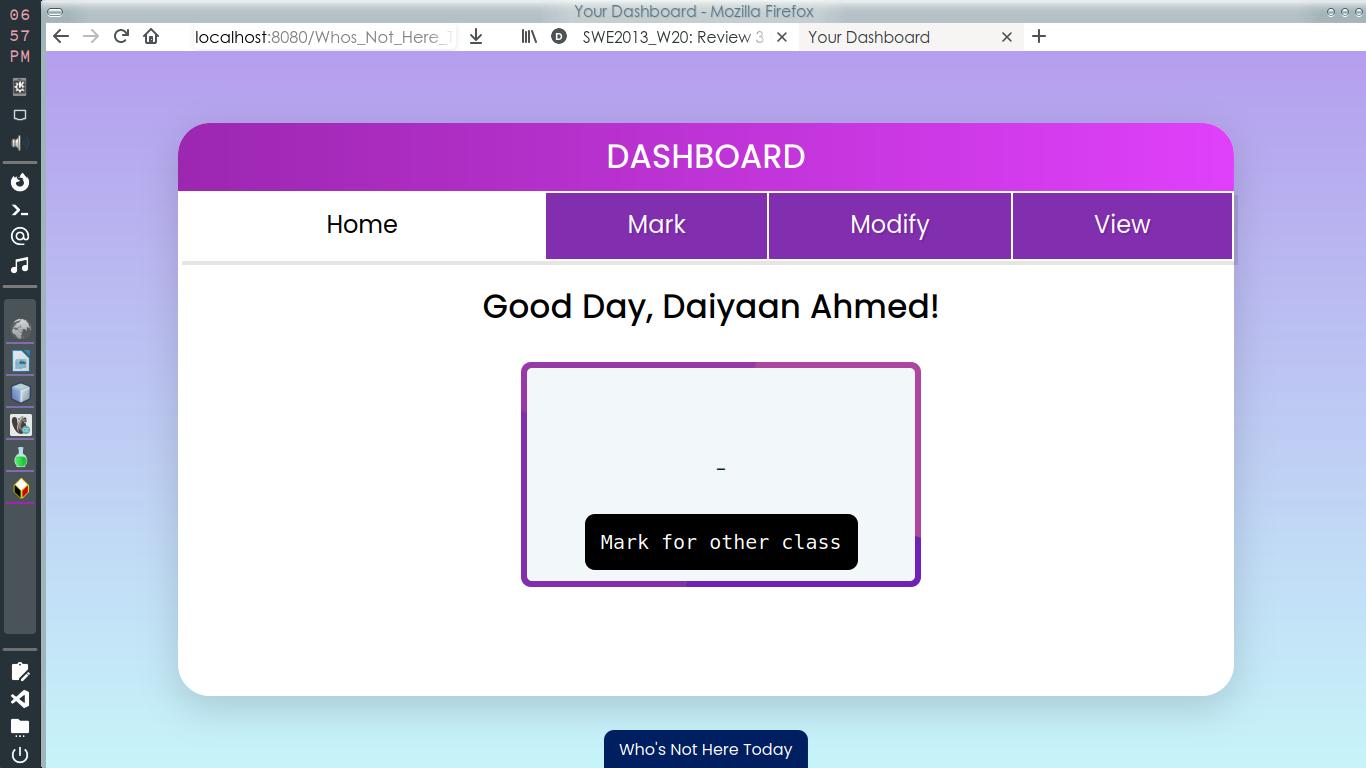 Your Dashboard - Mozilla Firefox
06
57
PM
localhost:8080/Whos_Not_Here_T
SWE2013_W20: Review 3
Your Dashboard
DASHBOARD
Home
Mark
Modify
View
Good Day, Daiyaan Ahmed!
-
Mark for other class
Who's Not Here Today